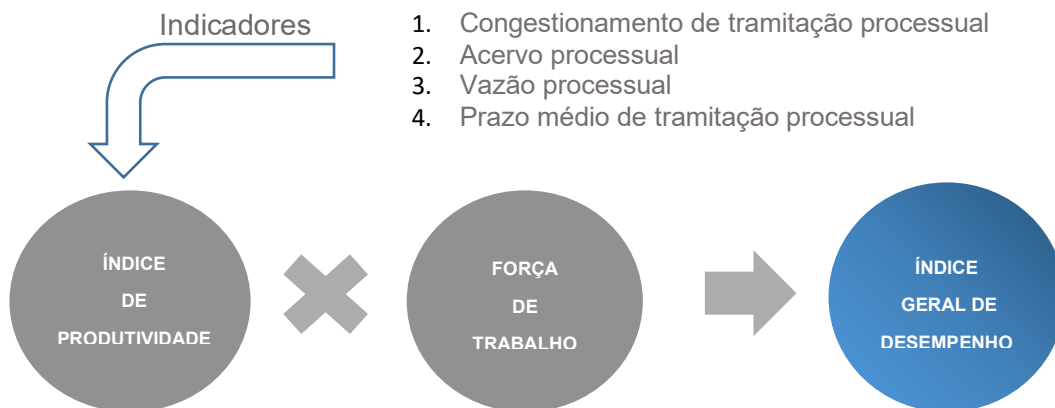 Indicadores
1. Congestionamento de tramitação processual
2. Acervo processual
3. Vazão processual
4. Prazo médio de tramitação processual
ÍNDICE
DE
PRODUTIVIDADE
FORÇA
DE
TRABALHO
ÍNDICE
GERAL DE
DESEMPENHO